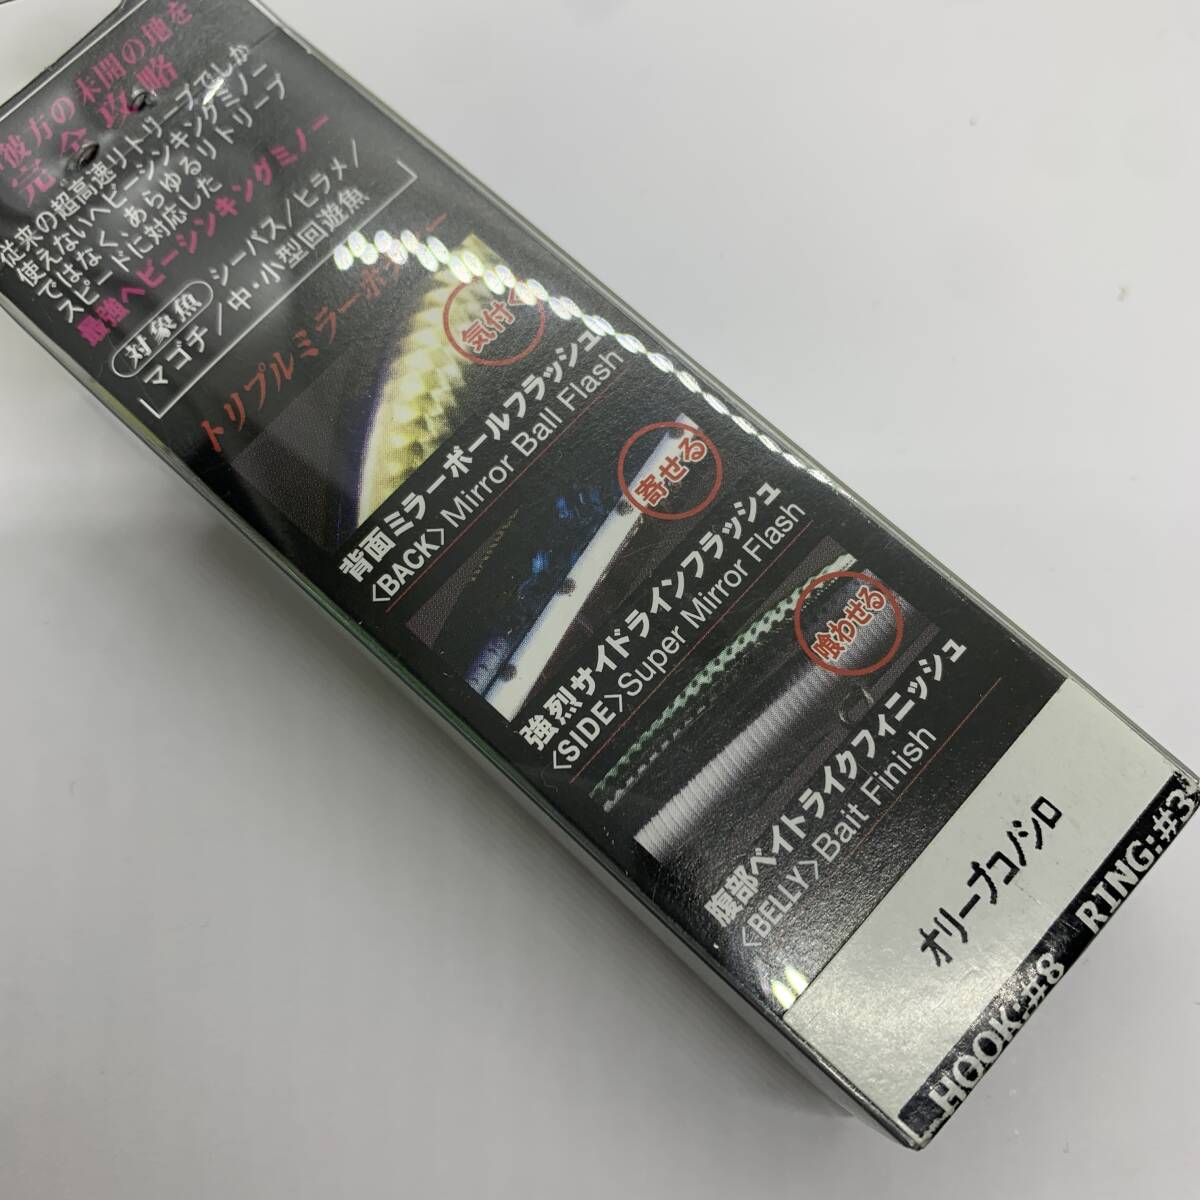 彼方の未開の地を
完全攻略
従来の超高速リトリーブでしか
使えないヘビーシンキングミノー
ではなく、あらゆるリトリーブ
スピードに対応した
最強ヘビーシンキングミノー
対象魚 シーバス/ヒラメ/
マゴチ/中・小型回遊魚
トリプルミラーボディー
気付く
背面ミラーボールフラッシュ
<BACK>Mirror Ball Flash
寄せる
強烈サイドラインフラッシュ
<SIDE>Super Mirror Flash
喰わせる
腹部ベイトライクフィニッシュ
<BELLY>Bait Finish
オリーブコノシロ
HOOK:#8 RING:#3